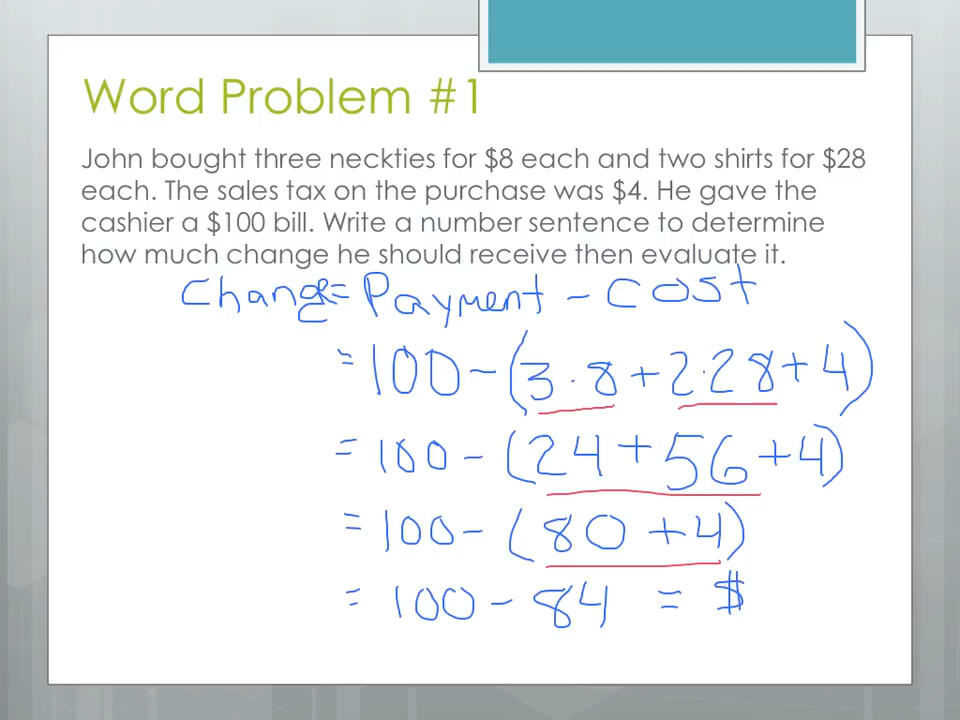 Word Problem #1
John bought three neckties for $8 each and two shirts for $28
each. The sales tax on the purchase was $4. He gave the
cashier a $100 bill. Write a number sentence to determine
how much change he should receive then evaluate it.
Change = Payment - Cost
= 100 - (3 · 8 + 2 · 28 + 4)
= 100 - (24 + 56 + 4)
= 100 - (80 + 4)
= 100 - 84 = $